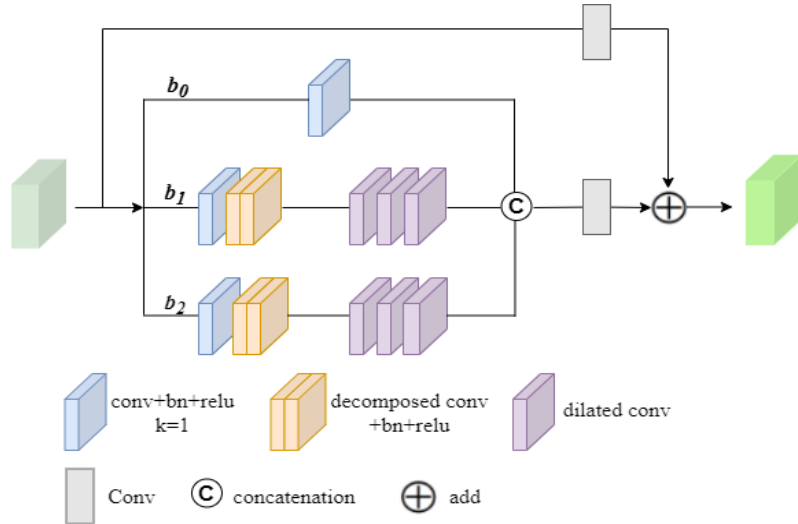 b0
b1
C
b2
conv+bn+relu
k=1
decomposed conv
+bn+relu
dilated conv
Conv
C
concatenation
add